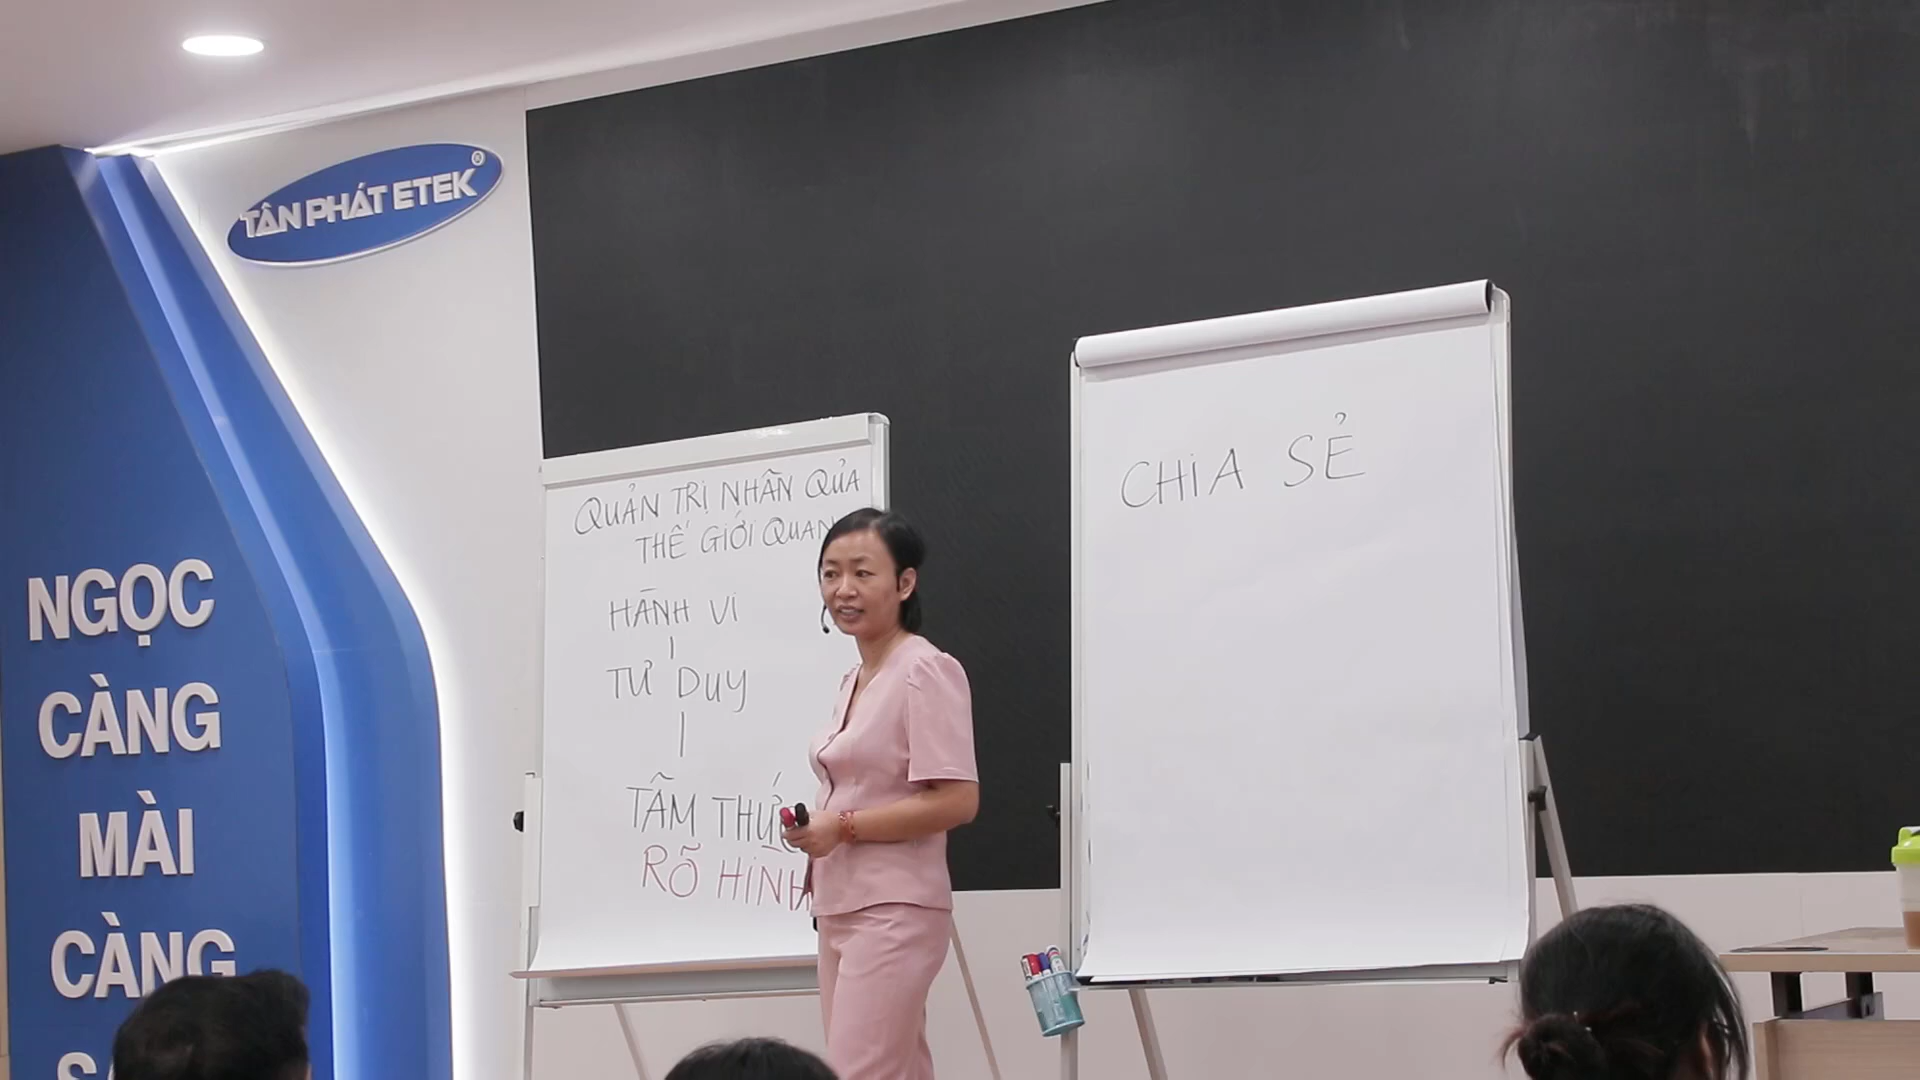 TÂN PHÁT ETEK®
NGỌC
CÀNG
MÀI
CÀNG
QUẢN TRỊ NHÂN QỦA
THẾ GIỚI QUAN
HÀNH Vi
TƯ DUY
TÂM THỨC
RÕ HÌNH
CHIA SẺ